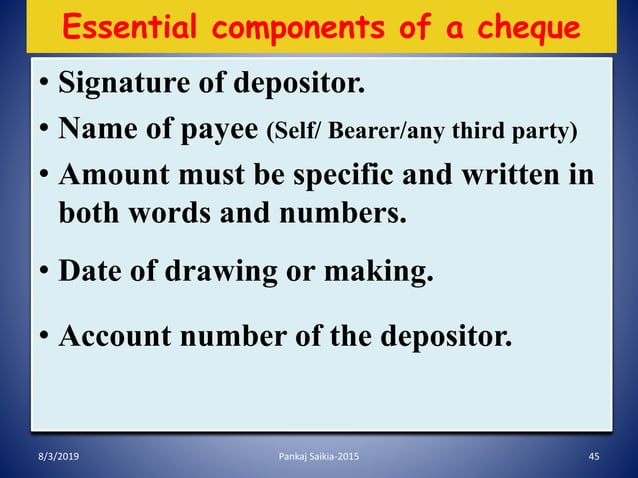 Essential components of a cheque
• Signature of depositor.
• Name of payee (Self/ Bearer/any third party)
• Amount must be specific and written in
both words and numbers.
• Date of drawing or making.
• Account number of the depositor.
8/3/2019 Pankaj Saikia-2015 45